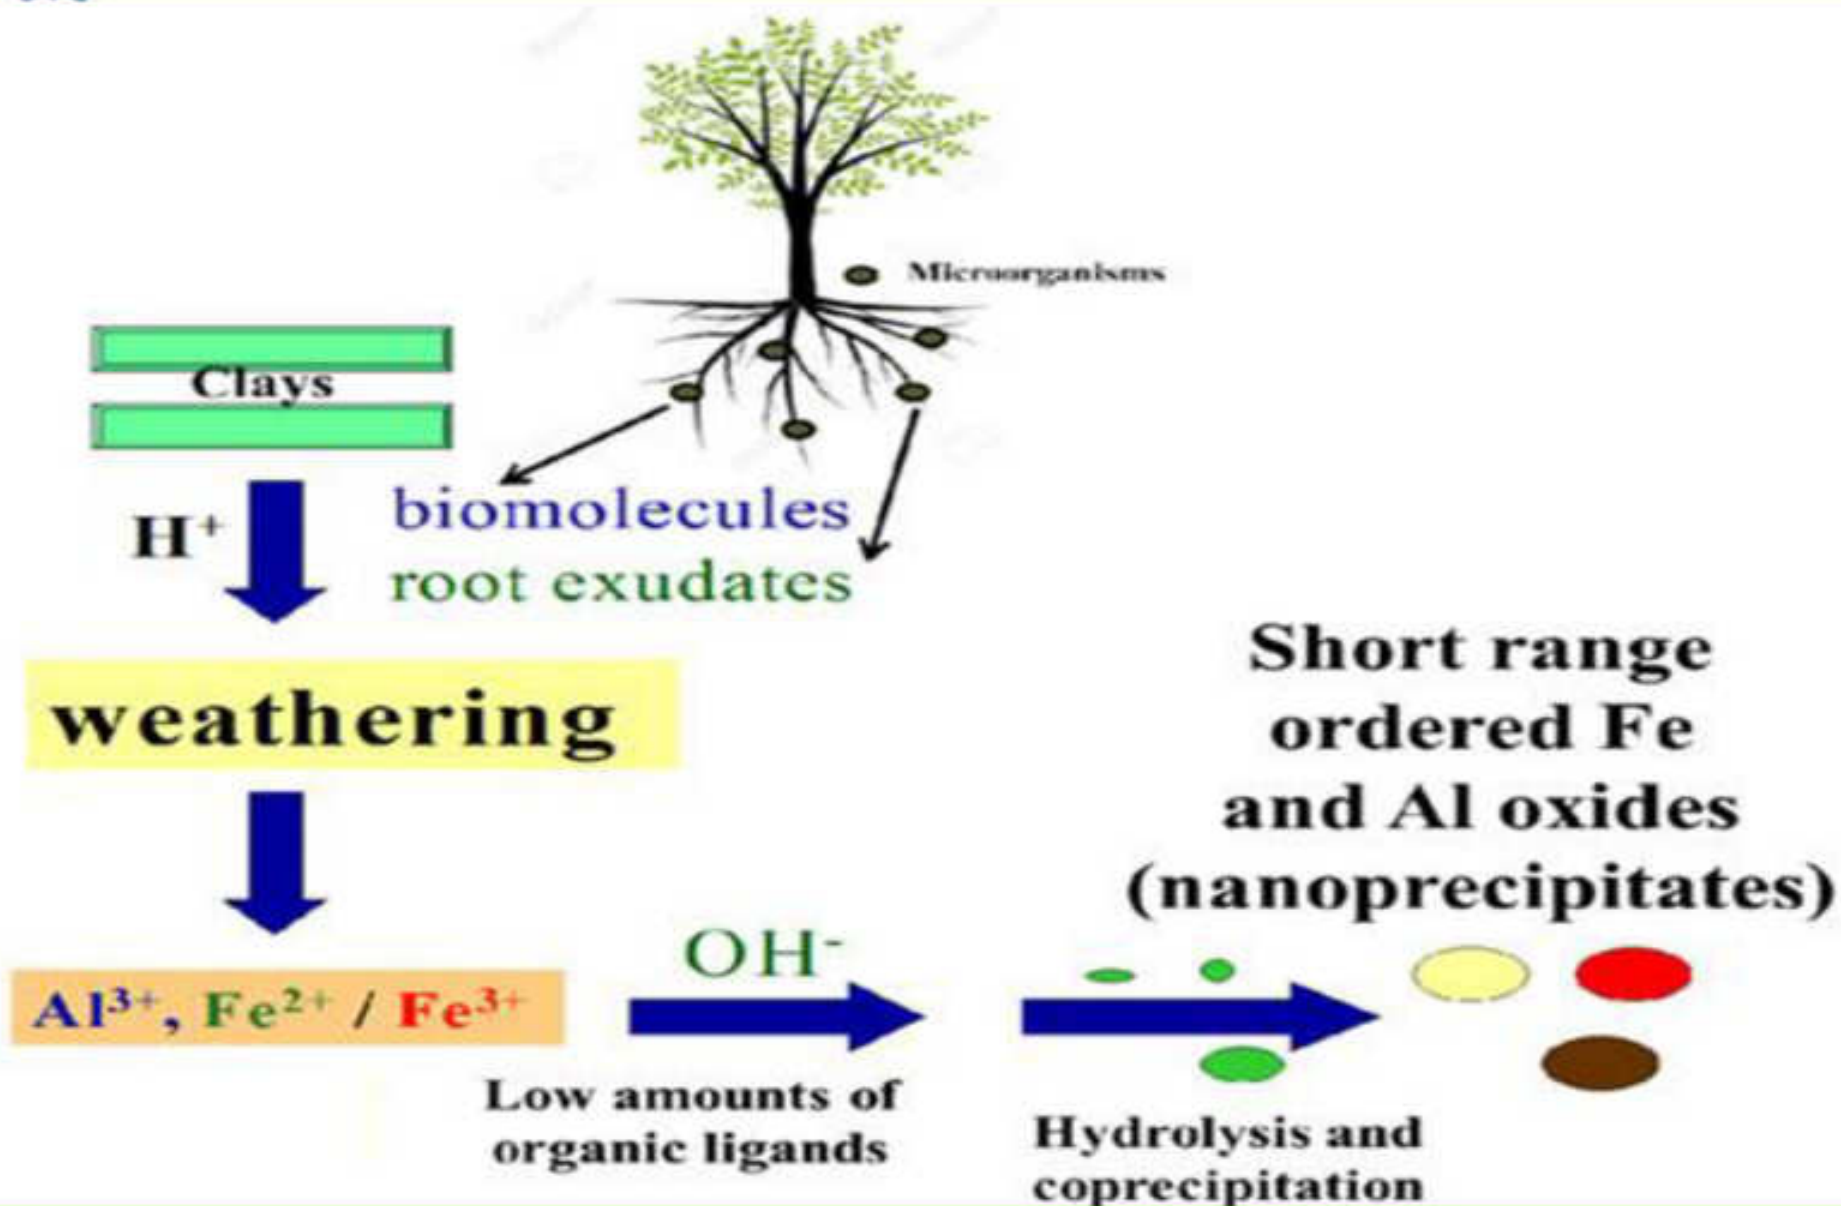 Microorganisms
Clays
H⁺
biomolecules
root exudates
weathering
Al³⁺, Fe²⁺ / Fe³⁺
OH⁻
Low amounts of
organic ligands
Hydrolysis and
coprecipitation
Short range
ordered Fe
and Al oxides
(nanoprecipitates)